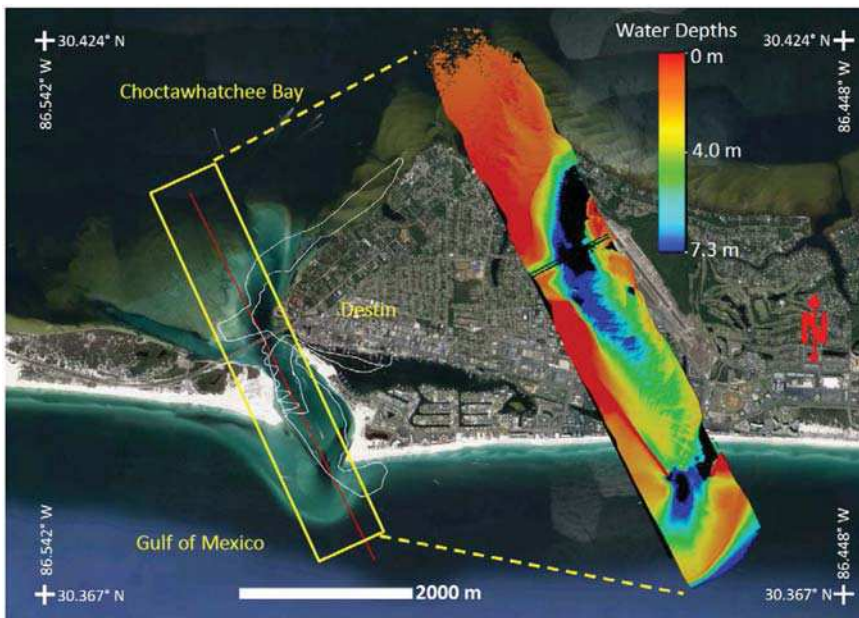 Water Depths
30.424° N
0 m
30.424° N
86.542° W
Choctawhatchee Bay
86.448° W
4.0 m
7.3 m
Destin
N
86.542° W
Gulf of Mexico
86.448° W
30.367° N
2000 m
30.367° N